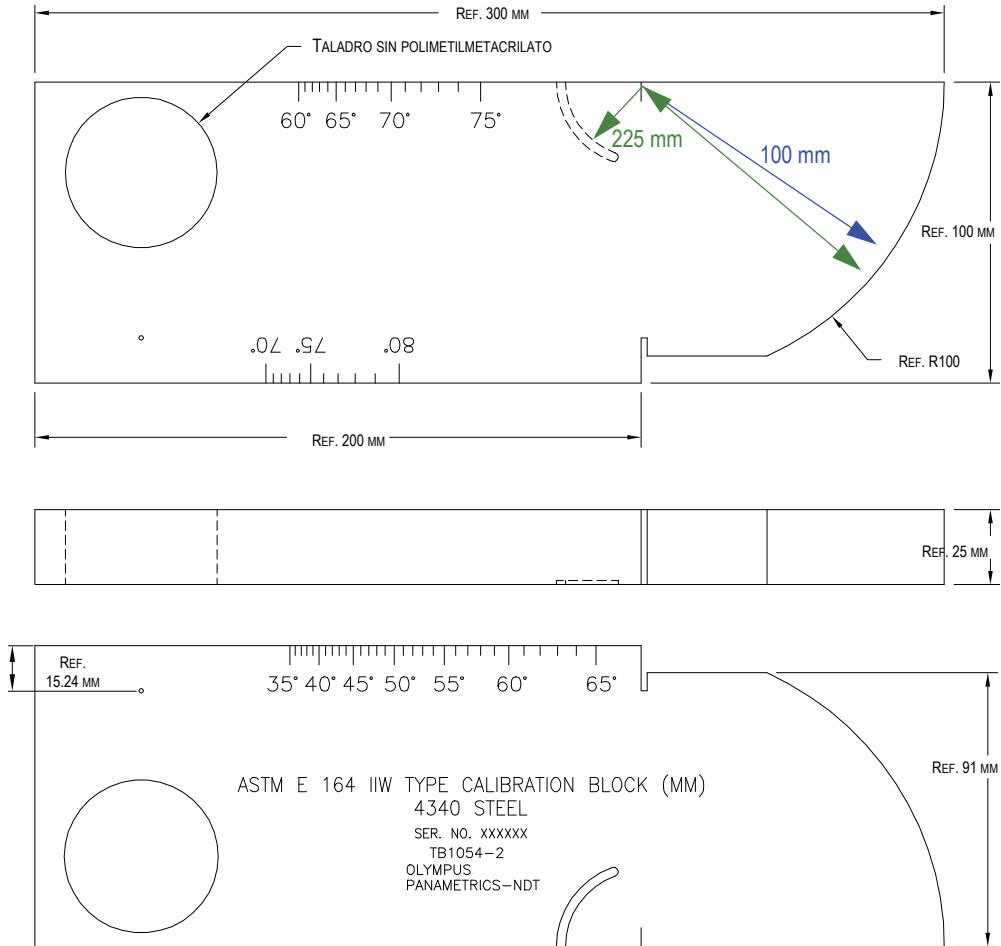 REF. 300 MM
TALADRO SIN POLIMETILMETACRILATO
60° 65° 70° 75°
225 mm
100 mm
REF. 100 MM
70° 75° 80°
REF. R100
REF. 200 MM
REF. 25 MM
REF.
15.24 MM
35° 40° 45° 50° 55° 60° 65°
REF. 91 MM
ASTM E 164 IIW TYPE CALIBRATION BLOCK (MM)
4340 STEEL
SER. NO. XXXXXX
TB1054-2
OLYMPUS
PANAMETRICS-NDT